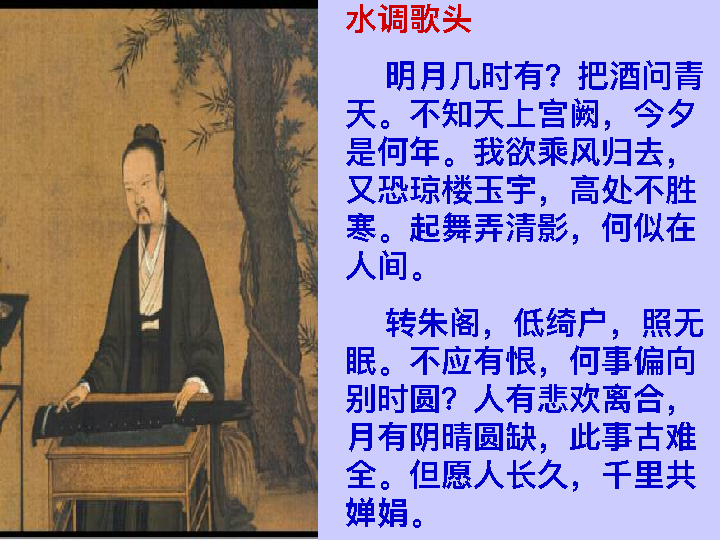 水调歌头
明月几时有？把酒问青
天。不知天上宫阙，今夕
是何年。我欲乘风归去，
又恐琼楼玉宇，高处不胜
寒。起舞弄清影，何似在
人间。
转朱阁，低绮户，照无
眠。不应有恨，何事偏向
别时圆？人有悲欢离合，
月有阴晴圆缺，此事古难
全。但愿人长久，千里共
婵娟。